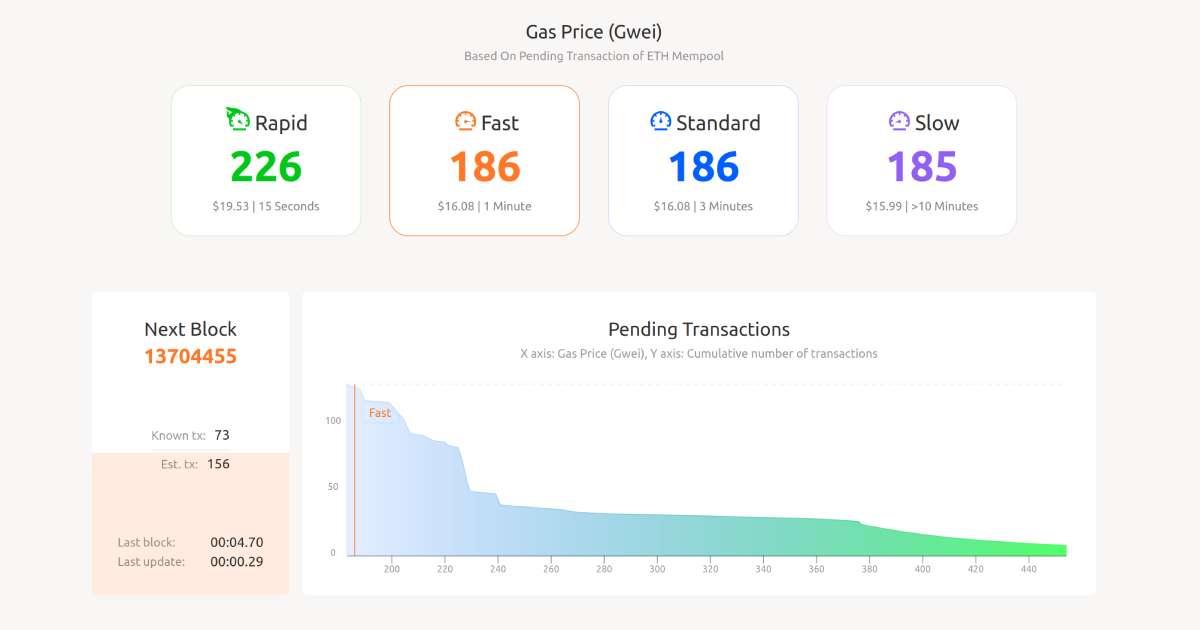 Gas Price (Gwei)
Based On Pending Transaction of ETH Mempool
Rapid
226
$19.53 | 15 Seconds
Fast
186
$16.08 | 1 Minute
Standard
186
$16.08 | 3 Minutes
Slow
185
$15.99 | >10 Minutes
Next Block
13704455
Known tx: 73
Est. tx: 156
Last block: 00:04.70
Last update: 00:00.29
Pending Transactions
X axis: Gas Price (Gwei), Y axis: Cumulative number of transactions
Fast
100
50
0
200 220 240 260 280 300 320 340 360 380 400 420 440